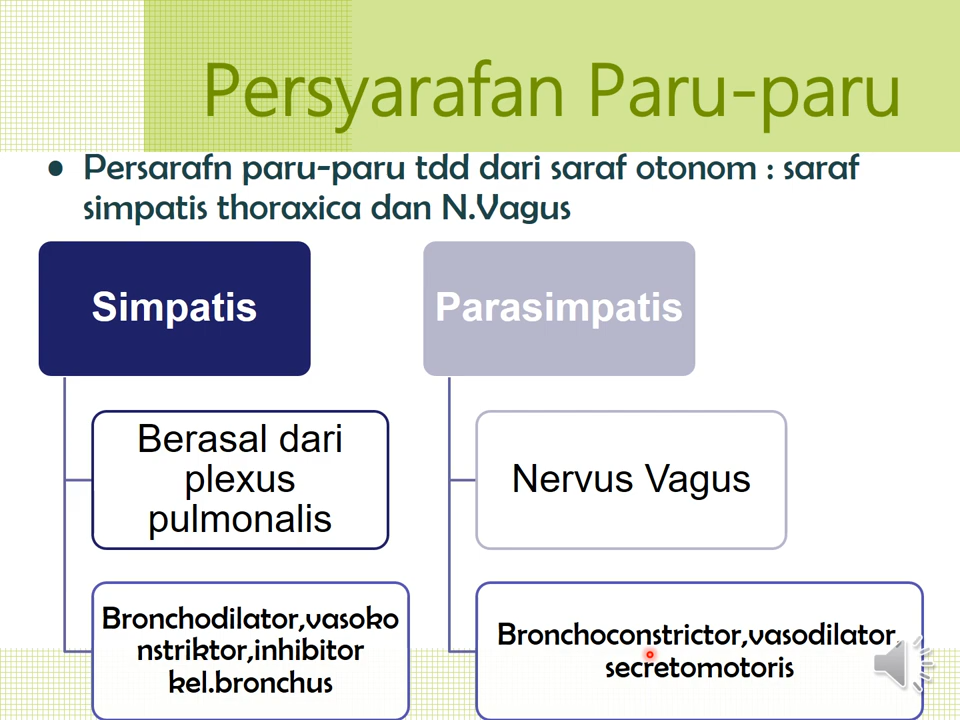 Persyarafan Paru-paru
• Persarafn paru-paru tdd dari saraf otonom : saraf
simpatis thoraxica dan N.Vagus
Simpatis
Berasal dari
plexus
pulmonalis
Bronchodilator,vasoko
nstriktor,inhibitor
kel.bronchus
Parasimpatis
Nervus Vagus
Bronchoconstrictor,vasodilator,
secretomotoris